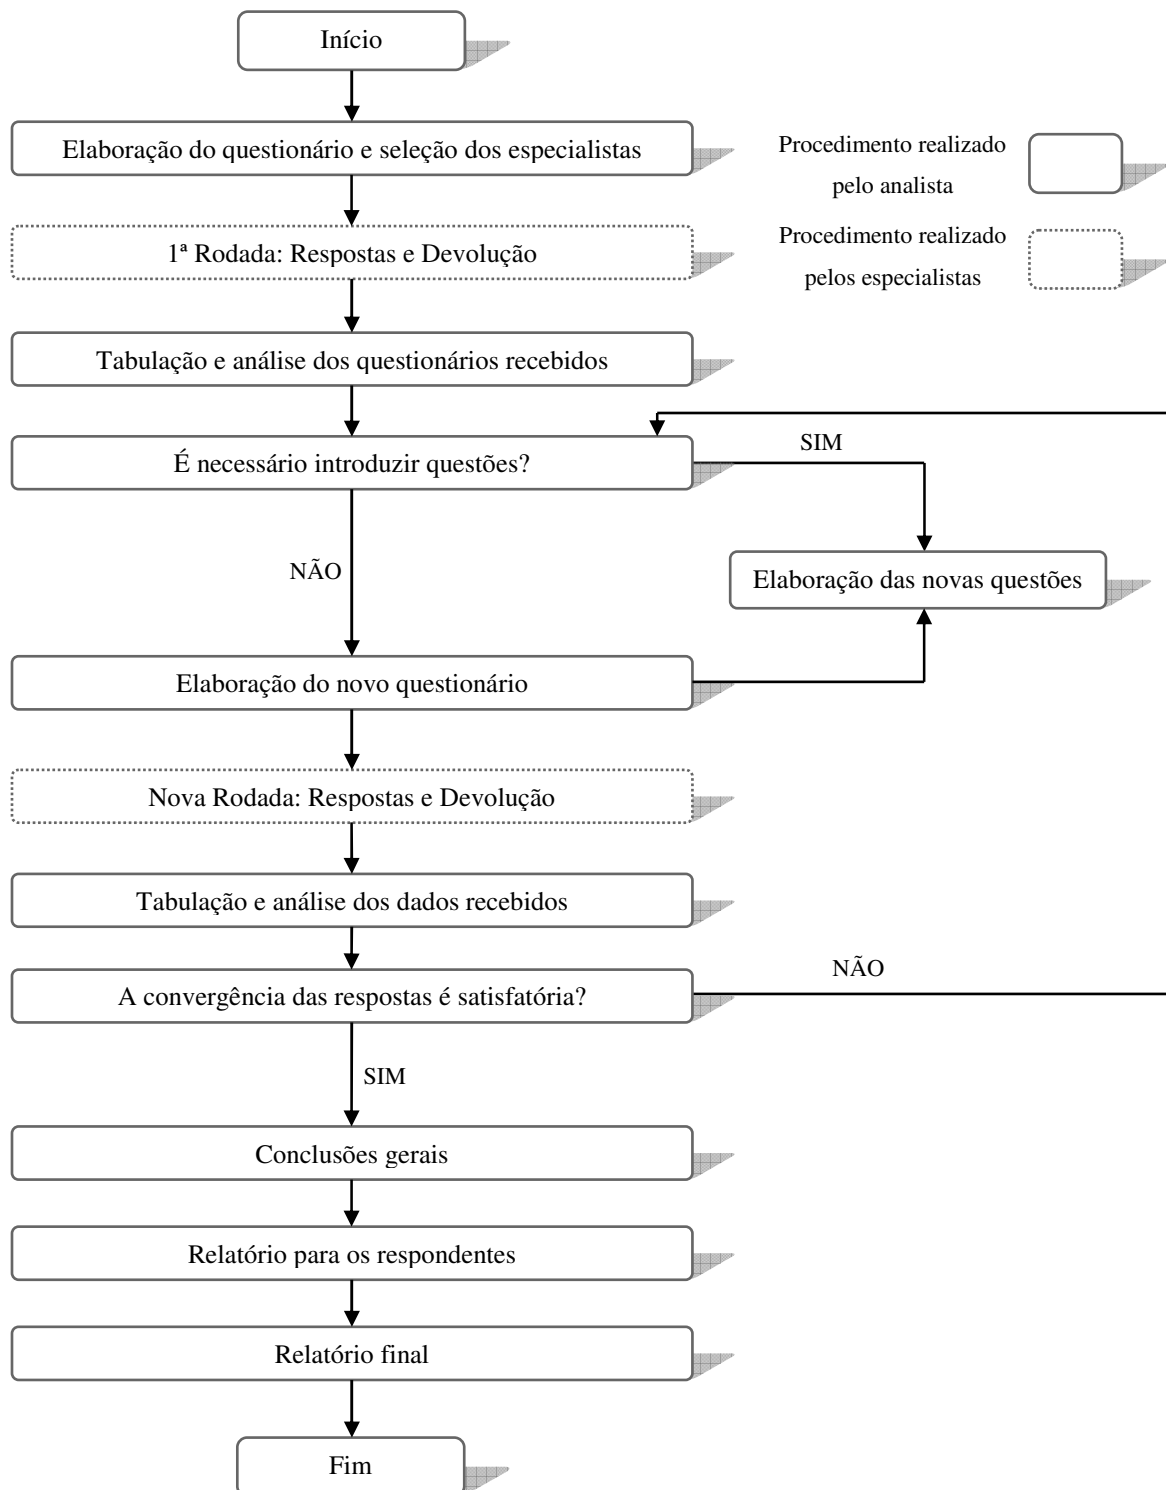 Início
Elaboração do questionário e seleção dos especialistas
Procedimento realizado
pelo analista
1ª Rodada: Respostas e Devolução
Procedimento realizado
pelos especialistas
Tabulação e análise dos questionários recebidos
É necessário introduzir questões?
SIM
NÃO
Elaboração das novas questões
Elaboração do novo questionário
Nova Rodada: Respostas e Devolução
Tabulação e análise dos dados recebidos
A convergência das respostas é satisfatória?
NÃO
SIM
Conclusões gerais
Relatório para os respondentes
Relatório final
Fim